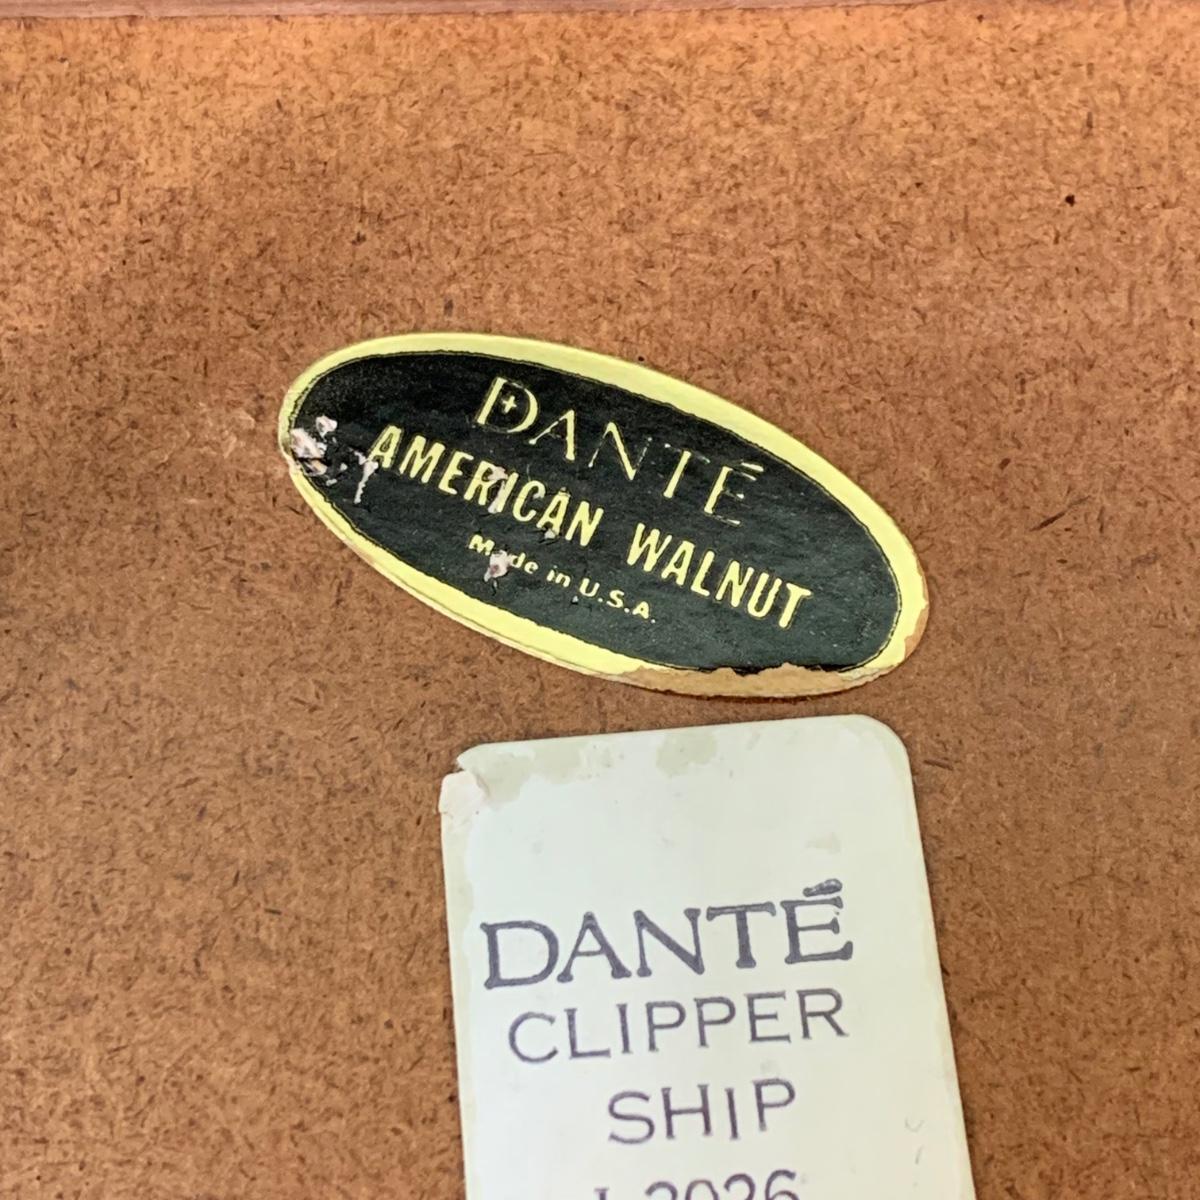 DANTÉ
AMERICAN WALNUT
Made in U.S.A.
DANTÉ
CLIPPER
SHIP